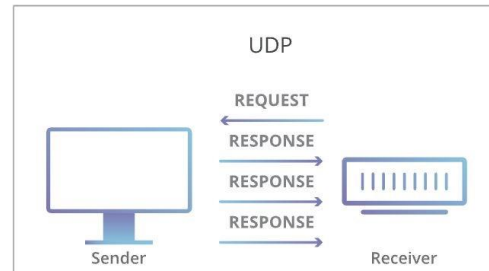 UDP
REQUEST
RESPONSE
RESPONSE
RESPONSE
Sender
Receiver